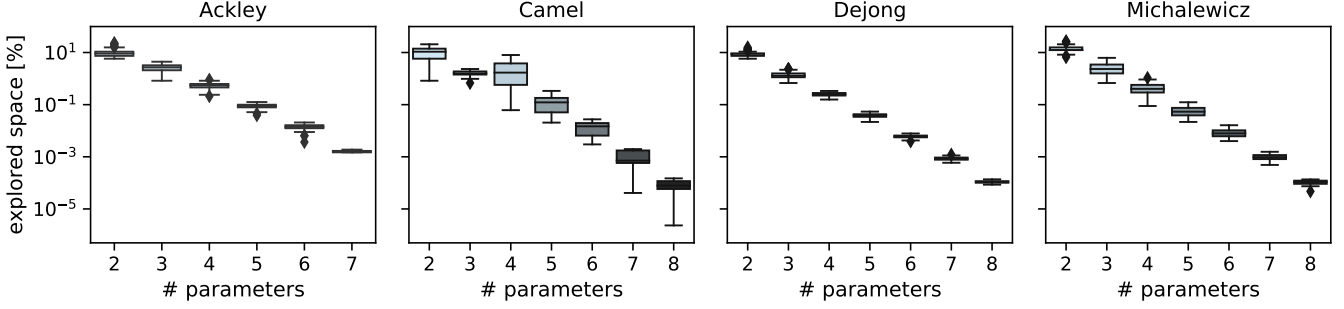 Ackley
Camel
Dejong
Michalewicz
explored space [%]
10¹
10⁻¹
10⁻³
10⁻⁵
2 3 4 5 6 7
2 3 4 5 6 7 8
2 3 4 5 6 7 8
2 3 4 5 6 7 8
# parameters
# parameters
# parameters
# parameters